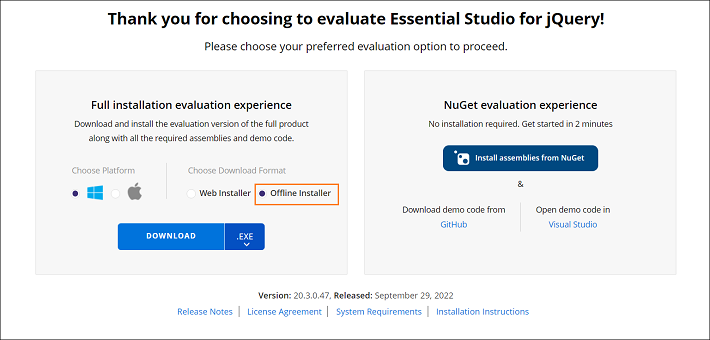 Thank you for choosing to evaluate Essential Studio for jQuery!
Please choose your preferred evaluation option to proceed.
Full installation evaluation experience
Download and install the evaluation version of the full product
along with all the required assemblies and demo code.
Choose Platform
Choose Download Format
Web Installer
Offline Installer
DOWNLOAD
.EXE
NuGet evaluation experience
No installation required. Get started in 2 minutes
Install assemblies from NuGet
&
Download demo code from
GitHub
Open demo code in
Visual Studio
Version: 20.3.0.47, Released: September 29, 2022
Release Notes | License Agreement | System Requirements | Installation Instructions